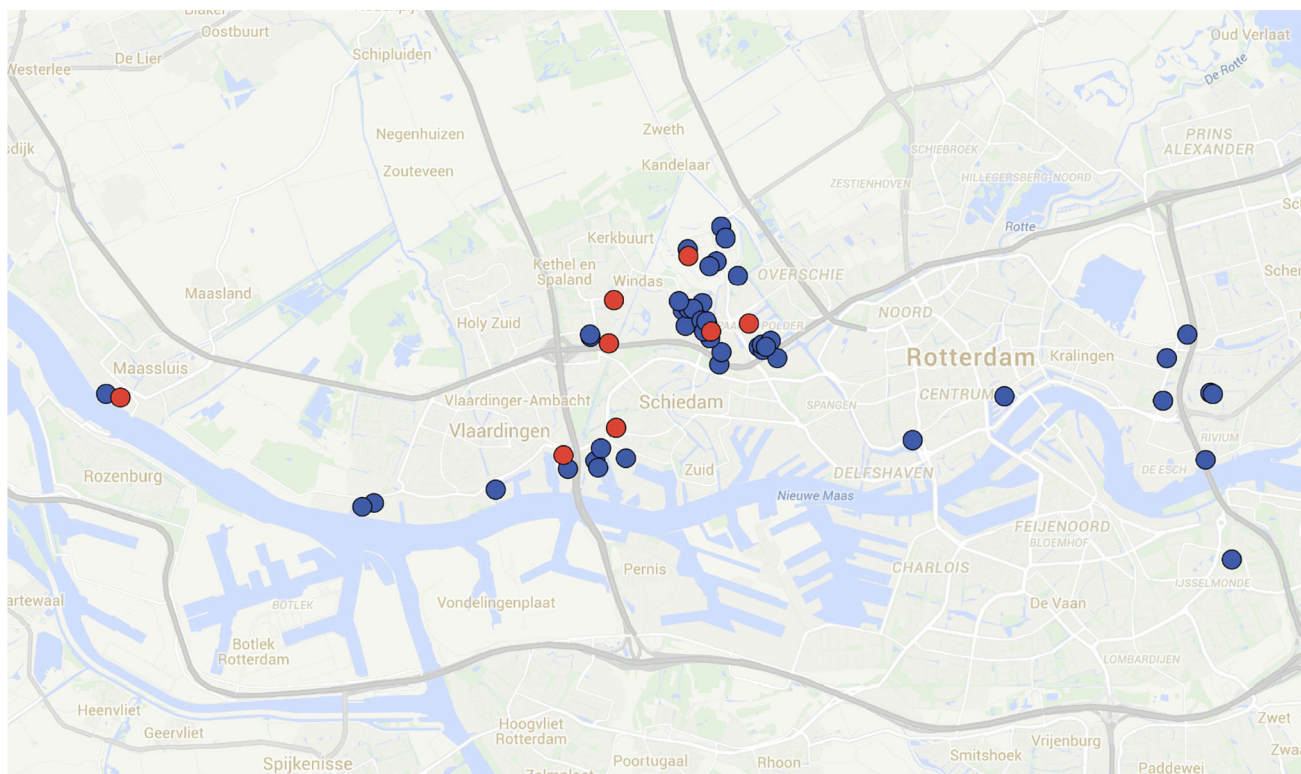 Oostbuurt
De Lier
Schipluiden
Westerlee
Oud Verlaat
De Rotte
Negenhuizen
Zweth
PRINS
ALEXANDER
Zouteveen
Kandelaar
SCHIEBROEK
HILLEGERSBERG-NOORD
ZESTIENHOVEN
Rotte
Kerkbuurt
Kethel en
Spaland
Windas
OVERSCHIE
Maasland
Holy Zuid
POLDER
NOORD
Maassluis
Rotterdam
Kralingen
Vlaardinger-Ambacht
Schiedam
SPANGEN
CENTRUM
Vlaardingen
RIVIUM
Rozenburg
Zuid
DELFSHAVEN
DE ESCH
Nieuwe Maas
FEIJENOORD
BLOEMHOF
Pernis
CHARLOIS
IJSSELMONDE
BOTLEK
Vondelingenplaat
De Vaan
Botlek
Rotterdam
LOMBARDIJEN
Heenvliet
Geervliet
Hoogvliet
Rotterdam
Zwet
Vrijenburg
Spijkenisse
Poortugaal
Rhoon
Smitshoek
Paddewei